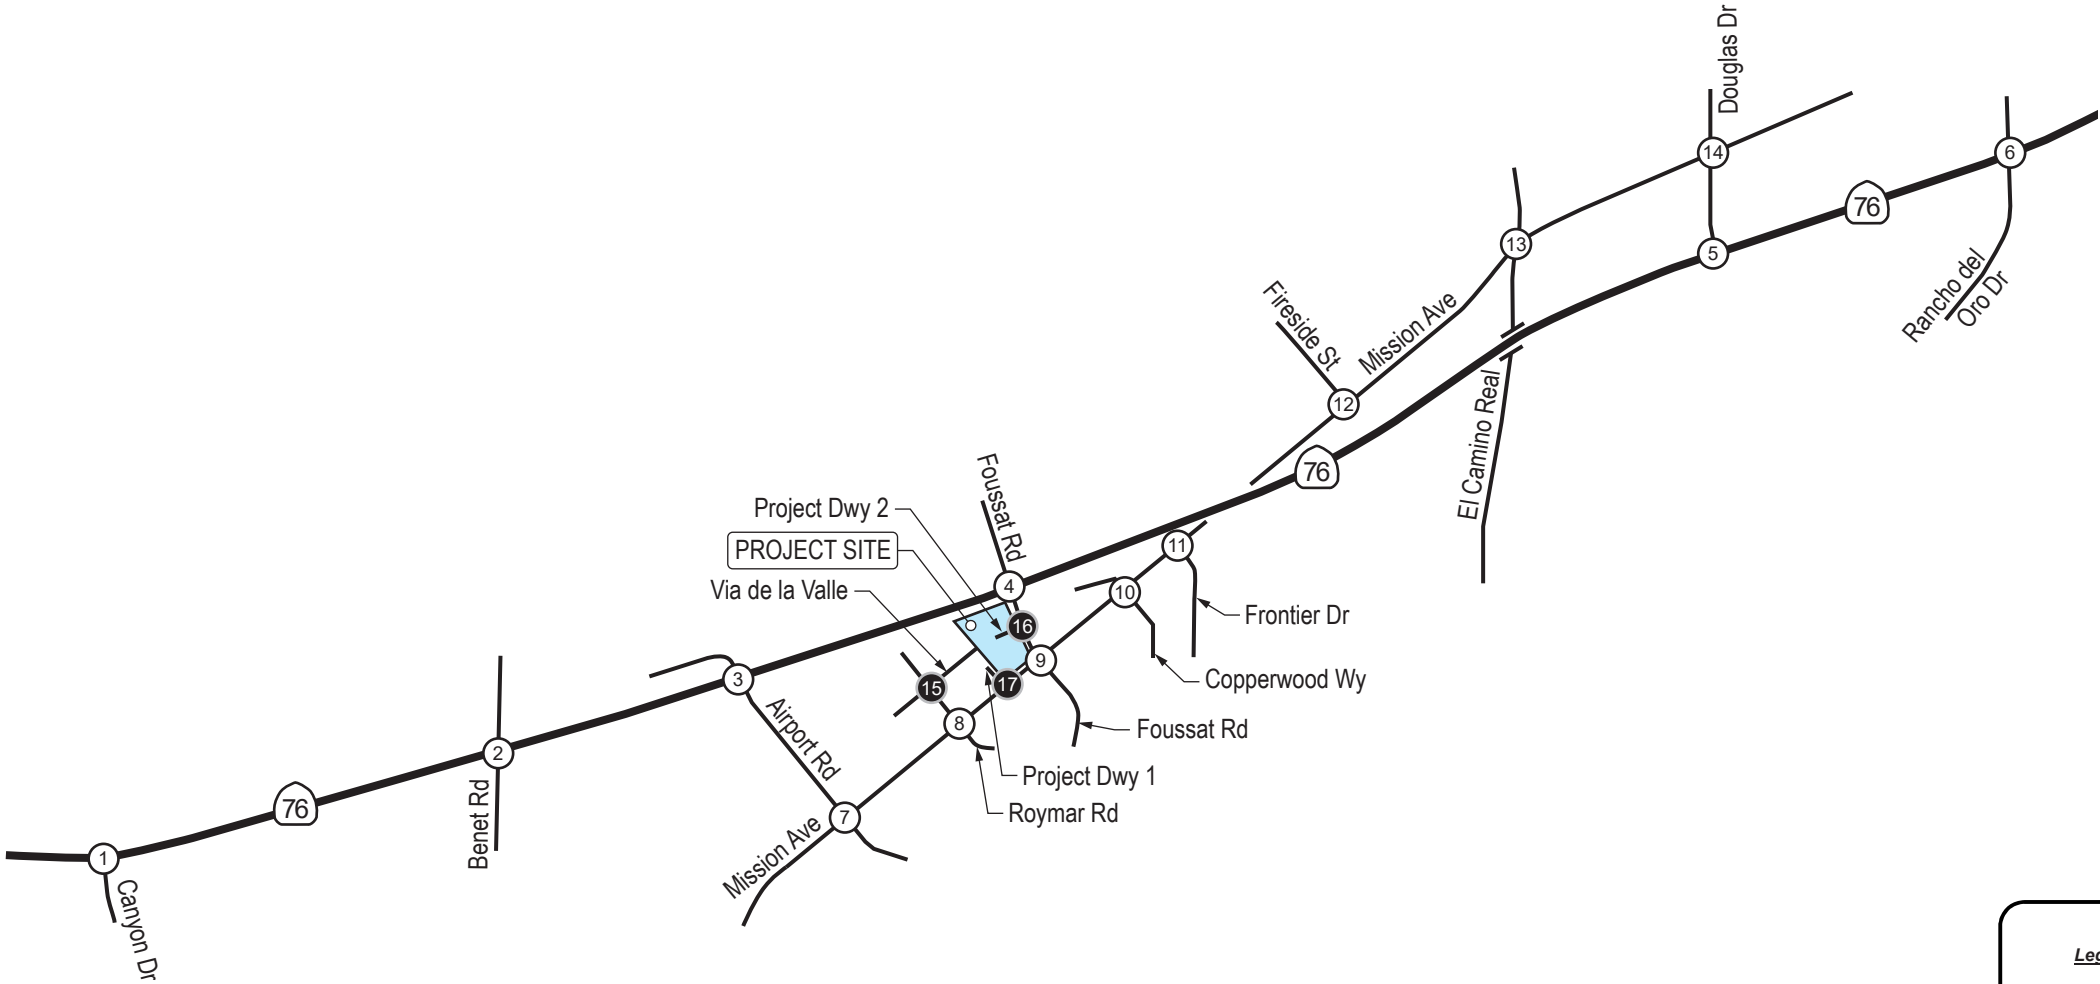 Douglas Dr
14
6
76
13
5
Fireside St
Mission Ave
Rancho del
Oro Dr
12
El Camino Real
76
Foussat Rd
Project Dwy 2
PROJECT SITE
Via de la Valle
4
11
10
16
Frontier Dr
9
3
15
17
Copperwood Wy
Airport Rd
8
Foussat Rd
2
Project Dwy 1
Benet Rd
76
Roymar Rd
7
Mission Ave
1
Canyon Dr